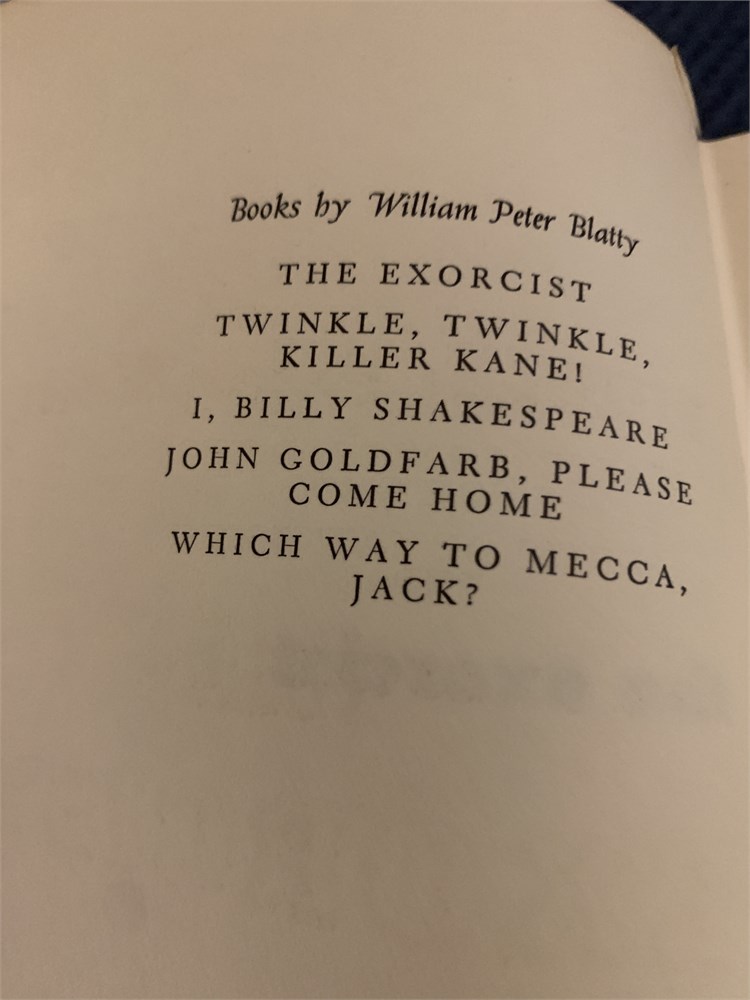 Books by William Peter Blatty
THE EXORCIST
TWINKLE, TWINKLE,
KILLER KANE!
I, BILLY SHAKESPEARE
JOHN GOLDFARB, PLEASE
COME HOME
WHICH WAY TO MECCA,
JACK?